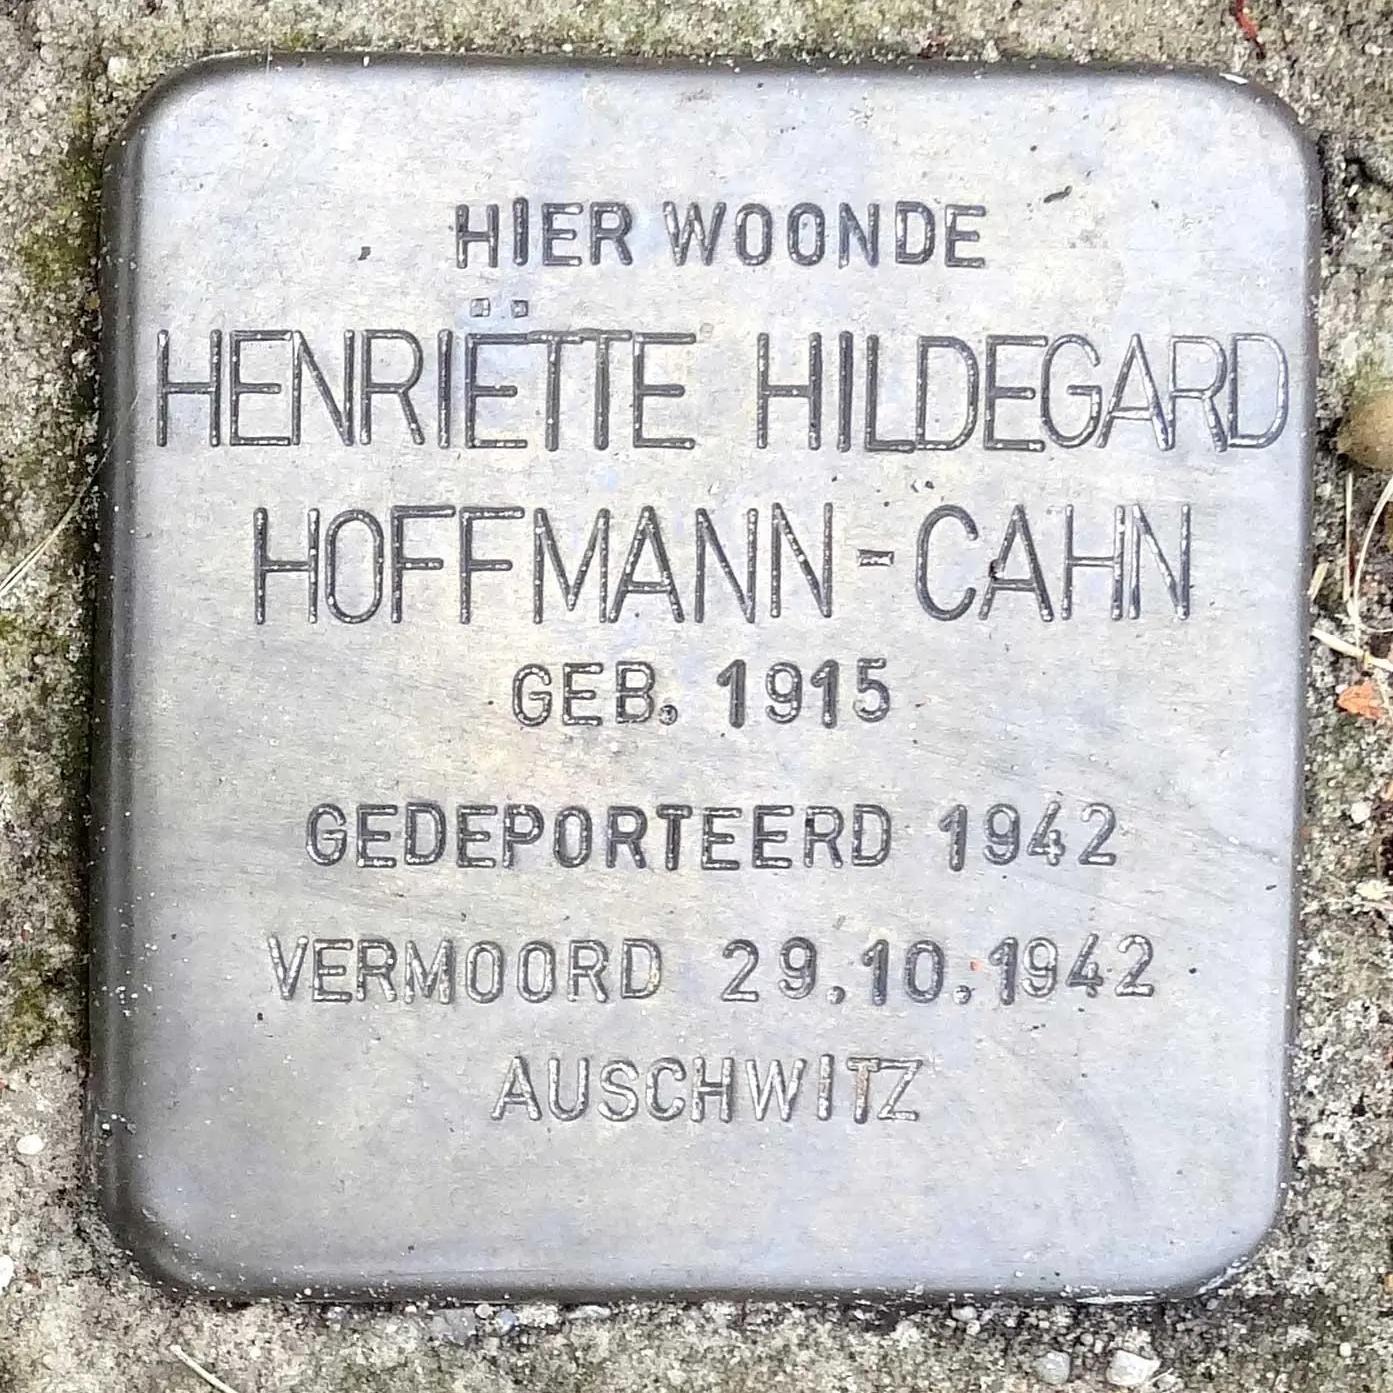 HIER WOONDE
HENRIËTTE HILDEGARD
HOFFMANN-CAHN
GEB. 1915
GEDEPORTEERD 1942
VERMOORD 29.10.1942
AUSCHWITZ